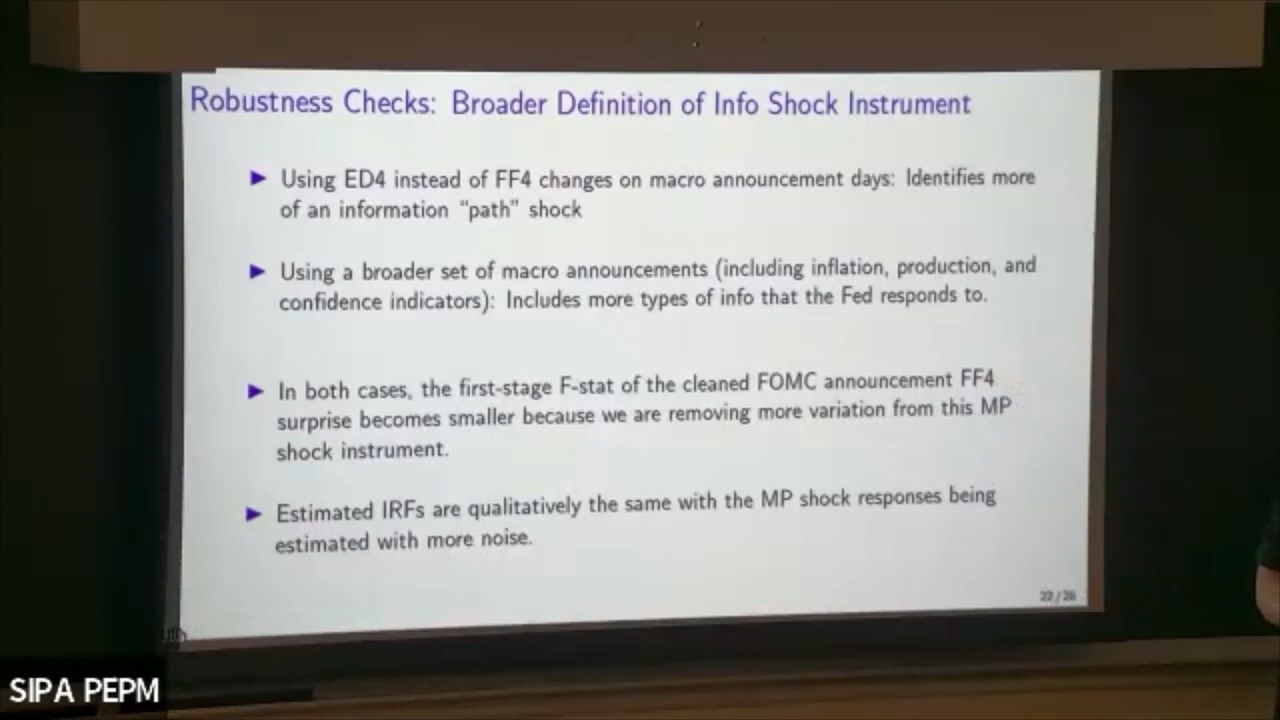 Robustness Checks: Broader Definition of Info Shock Instrument
▶ Using ED4 instead of FF4 changes on macro announcement days: Identifies more
of an information “path” shock
▶ Using a broader set of macro announcements (including inflation, production, and
confidence indicators): Includes more types of info that the Fed responds to.
▶ In both cases, the first-stage F-stat of the cleaned FOMC announcement FF4
surprise becomes smaller because we are removing more variation from this MP
shock instrument.
▶ Estimated IRFs are qualitatively the same with the MP shock responses being
estimated with more noise.
22/26
SIPA PEPM